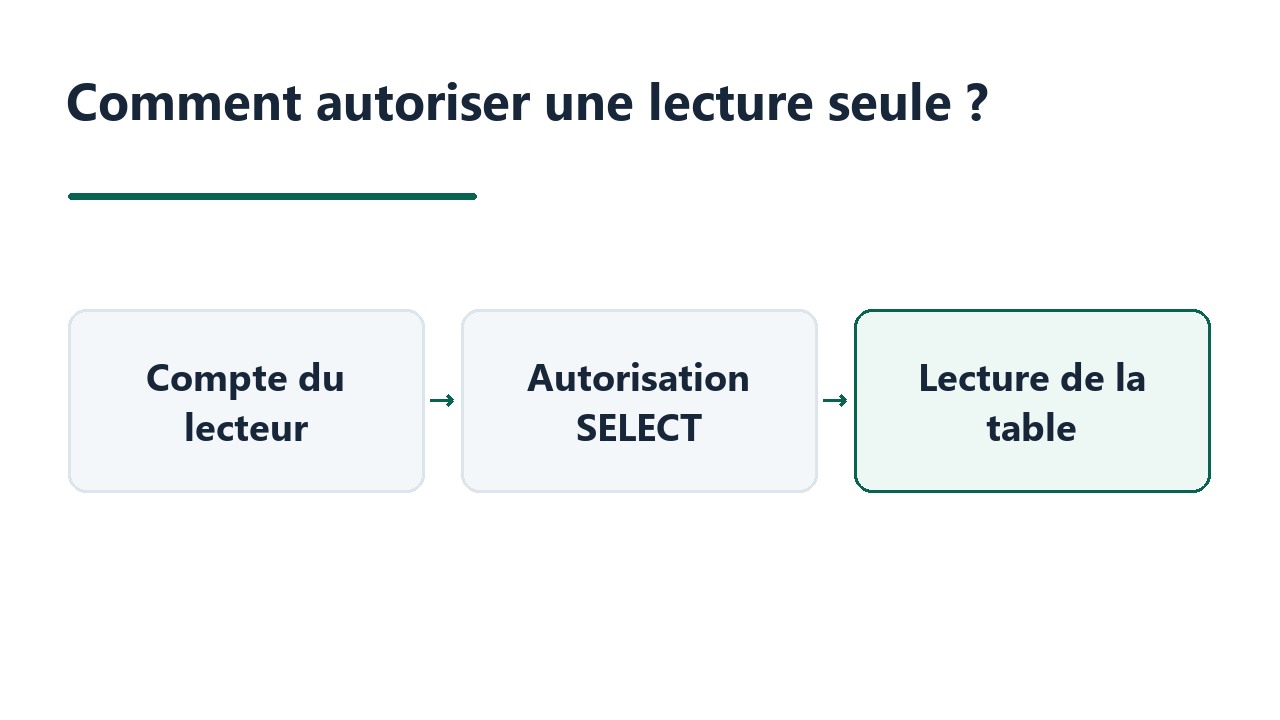 Comment autoriser une lecture seule ?
Compte du
lecteur
→
Autorisation
SELECT
→
Lecture de la
table